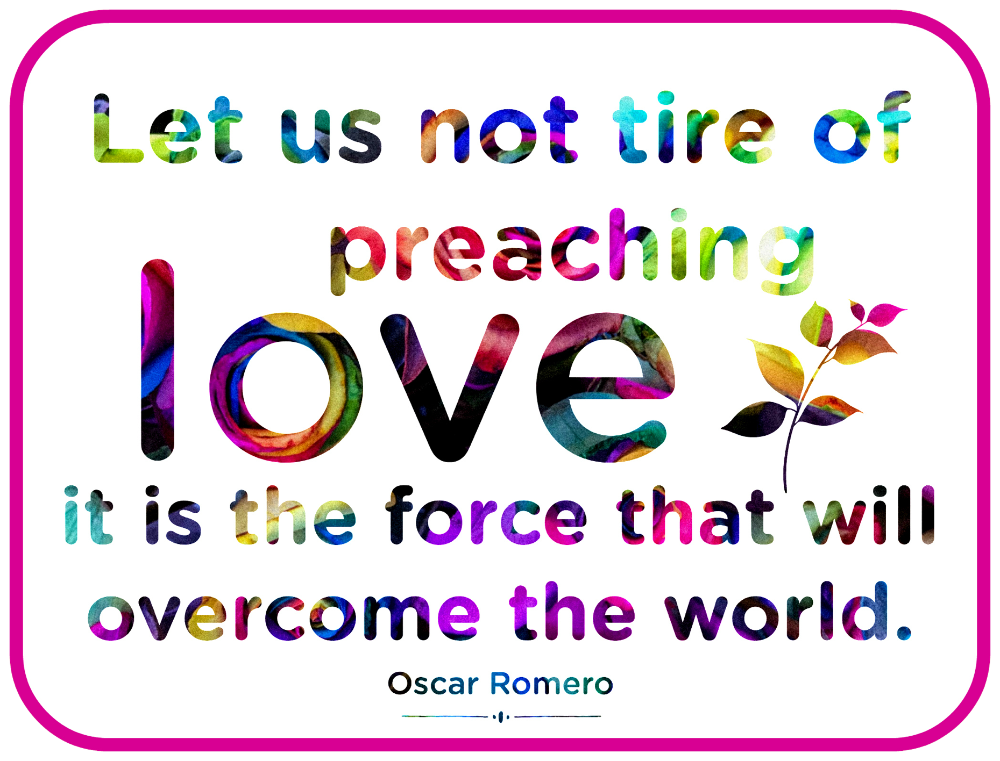 Let us not tire of
preaching
love
it is the force that will
overcome the world.
Oscar Romero